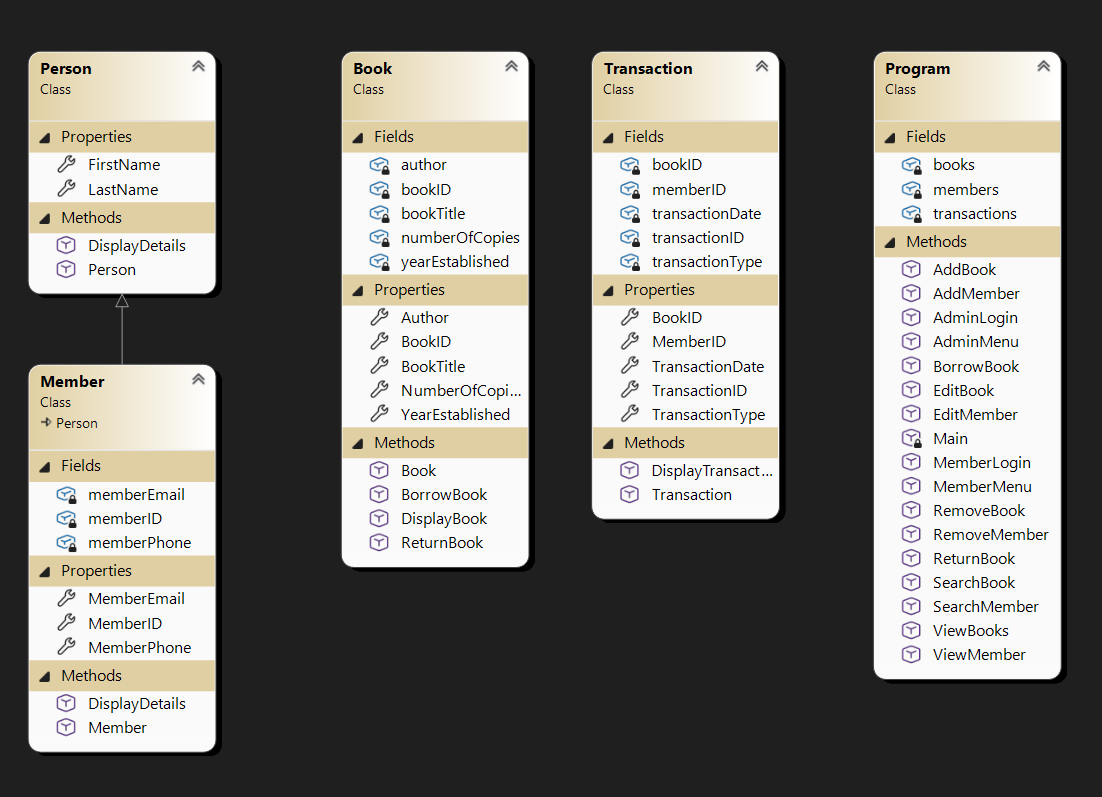 Person
Class
Properties
FirstName
LastName
Methods
DisplayDetails
Person
Member
Class
Person
Fields
memberEmail
memberID
memberPhone
Properties
MemberEmail
MemberID
MemberPhone
Methods
DisplayDetails
Member
Book
Class
Fields
author
bookID
bookTitle
numberOfCopies
yearEstablished
Properties
Author
BookID
BookTitle
NumberOfCopi...
YearEstablished
Methods
Book
BorrowBook
DisplayBook
ReturnBook
Transaction
Class
Fields
bookID
memberID
transactionDate
transactionID
transactionType
Properties
BookID
MemberID
TransactionDate
TransactionID
TransactionType
Methods
DisplayTransact...
Transaction
Program
Class
Fields
books
members
transactions
Methods
AddBook
AddMember
AdminLogin
AdminMenu
BorrowBook
EditBook
EditMember
Main
MemberLogin
MemberMenu
RemoveBook
RemoveMember
ReturnBook
SearchBook
SearchMember
ViewBooks
ViewMember